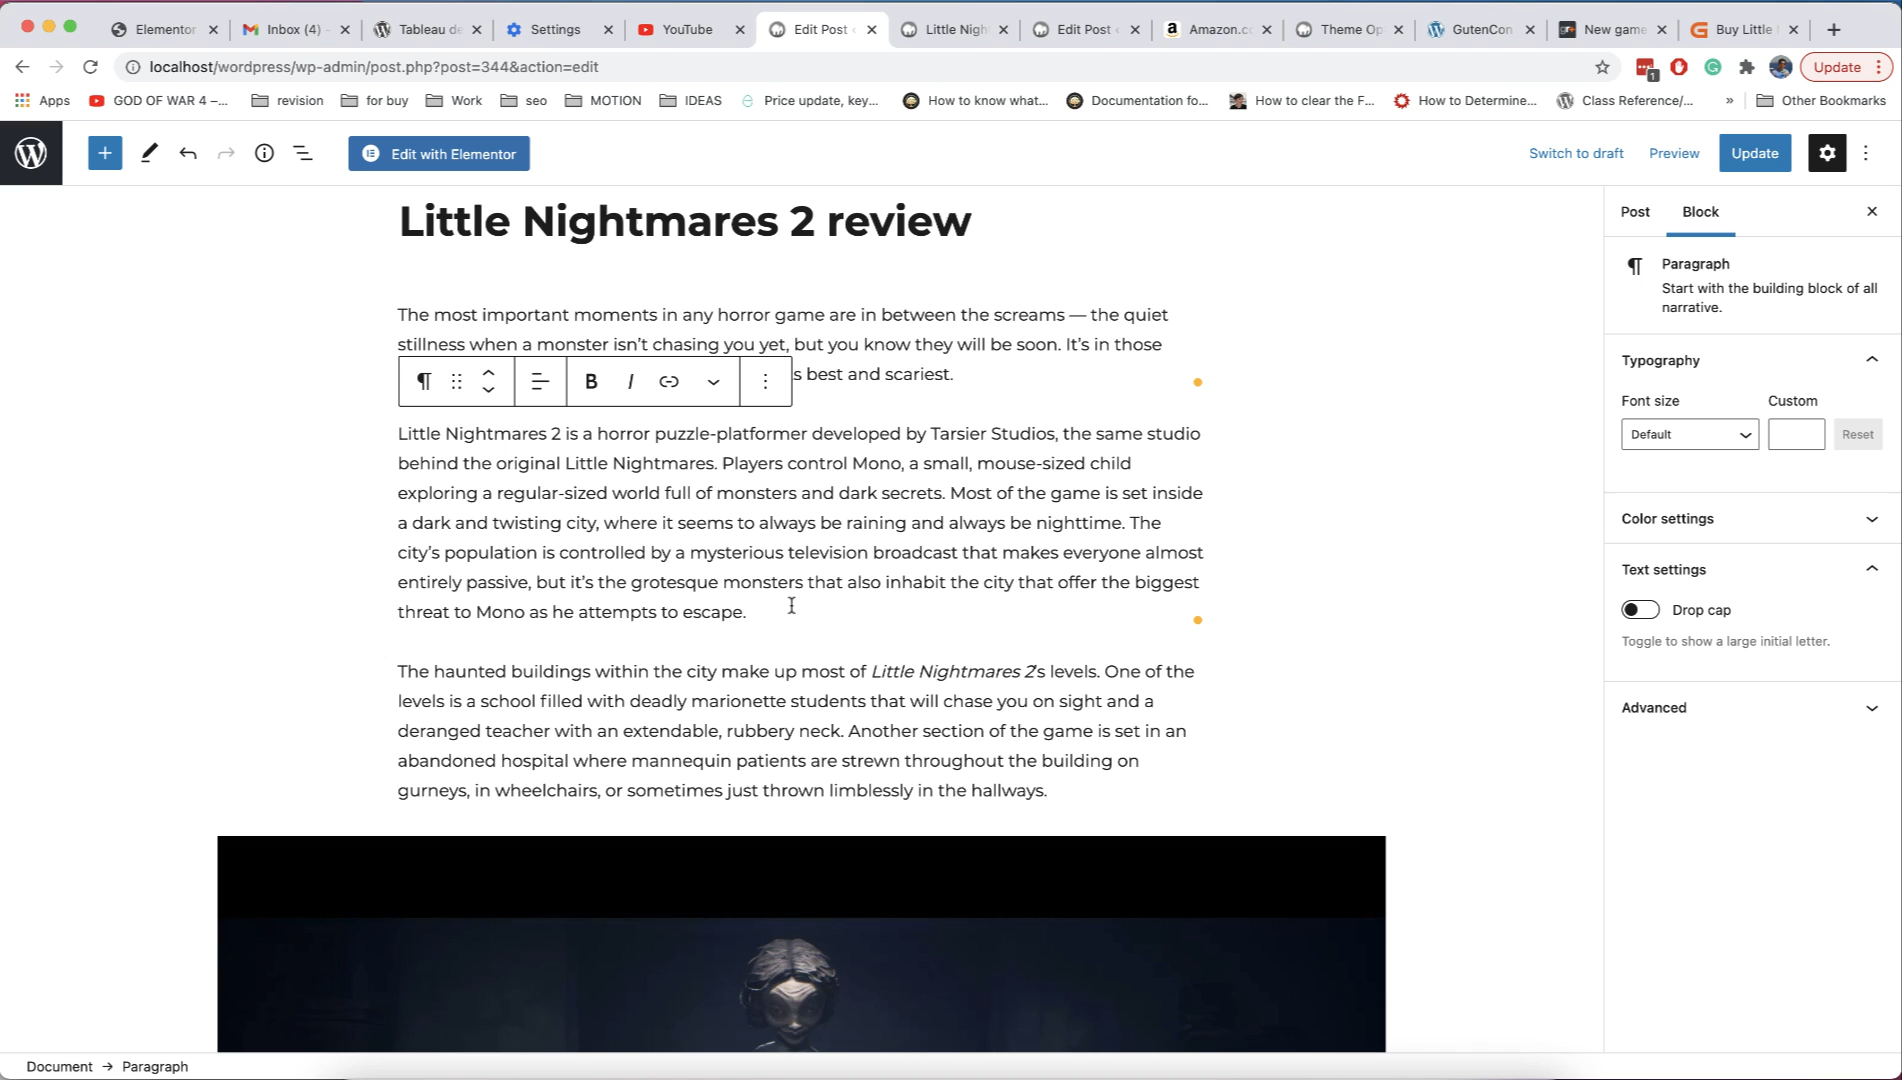 Elementor
Inbox (4) -
Tableau de
Settings
YouTube
Edit Post ‹
Little Nigh
Edit Post ‹
Amazon.co
Theme Op
GutenCon
New game
Buy Little
localhost/wordpress/wp-admin/post.php?post=344&action=edit
1
Update
Apps
GOD OF WAR 4 –...
revision
for buy
Work
seo
MOTION
IDEAS
Price update, key...
How to know what...
Documentation fo...
How to clear the F...
How to Determine...
Class Reference/...
»
Other Bookmarks
Edit with Elementor
Switch to draft
Preview
Update
Little Nightmares 2 review
The most important moments in any horror game are in between the screams — the quiet
stillness when a monster isn’t chasing you yet, but you know they will be soon. It’s in those
s best and scariest.
B I
Little Nightmares 2 is a horror puzzle-platformer developed by Tarsier Studios, the same studio
behind the original Little Nightmares. Players control Mono, a small, mouse-sized child
exploring a regular-sized world full of monsters and dark secrets. Most of the game is set inside
a dark and twisting city, where it seems to always be raining and always be nighttime. The
city’s population is controlled by a mysterious television broadcast that makes everyone almost
entirely passive, but it’s the grotesque monsters that also inhabit the city that offer the biggest
threat to Mono as he attempts to escape.
The haunted buildings within the city make up most of Little Nightmares 2’s levels. One of the
levels is a school filled with deadly marionette students that will chase you on sight and a
deranged teacher with an extendable, rubbery neck. Another section of the game is set in an
abandoned hospital where mannequin patients are strewn throughout the building on
gurneys, in wheelchairs, or sometimes just thrown limblessly in the hallways.
Post
Block
Paragraph
Start with the building block of all
narrative.
Typography
Font size
Custom
Default
Reset
Color settings
Text settings
Drop cap
Toggle to show a large initial letter.
Advanced
Document → Paragraph